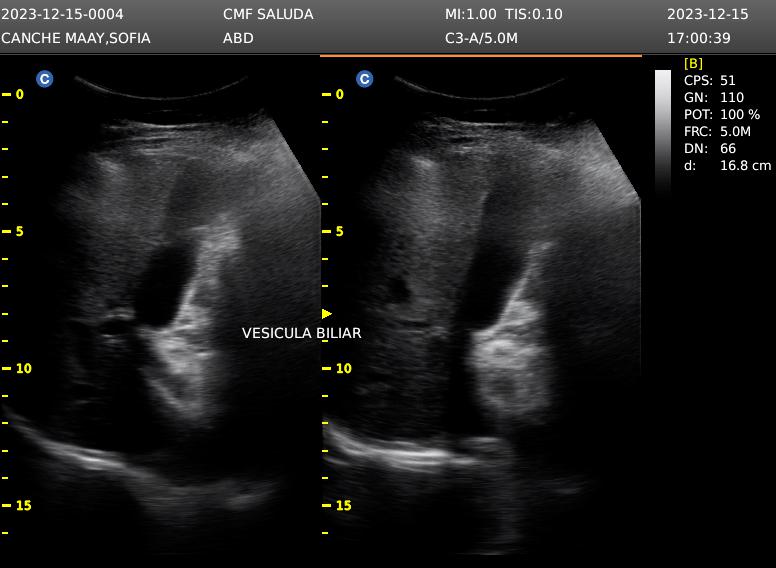 2023-12-15-0004 CMF SALUDA MI:1.00 TIS:0.10 2023-12-15
CANCHE MAAY,SOFIA ABD C3-A/5.0M 17:00:39
[B]
CPS: 51
GN: 110
POT: 100 %
FRC: 5.0M
DN: 66
d: 16.8 cm
C C
0 0
5 5
VESICULA BILIAR
10 10
15 15